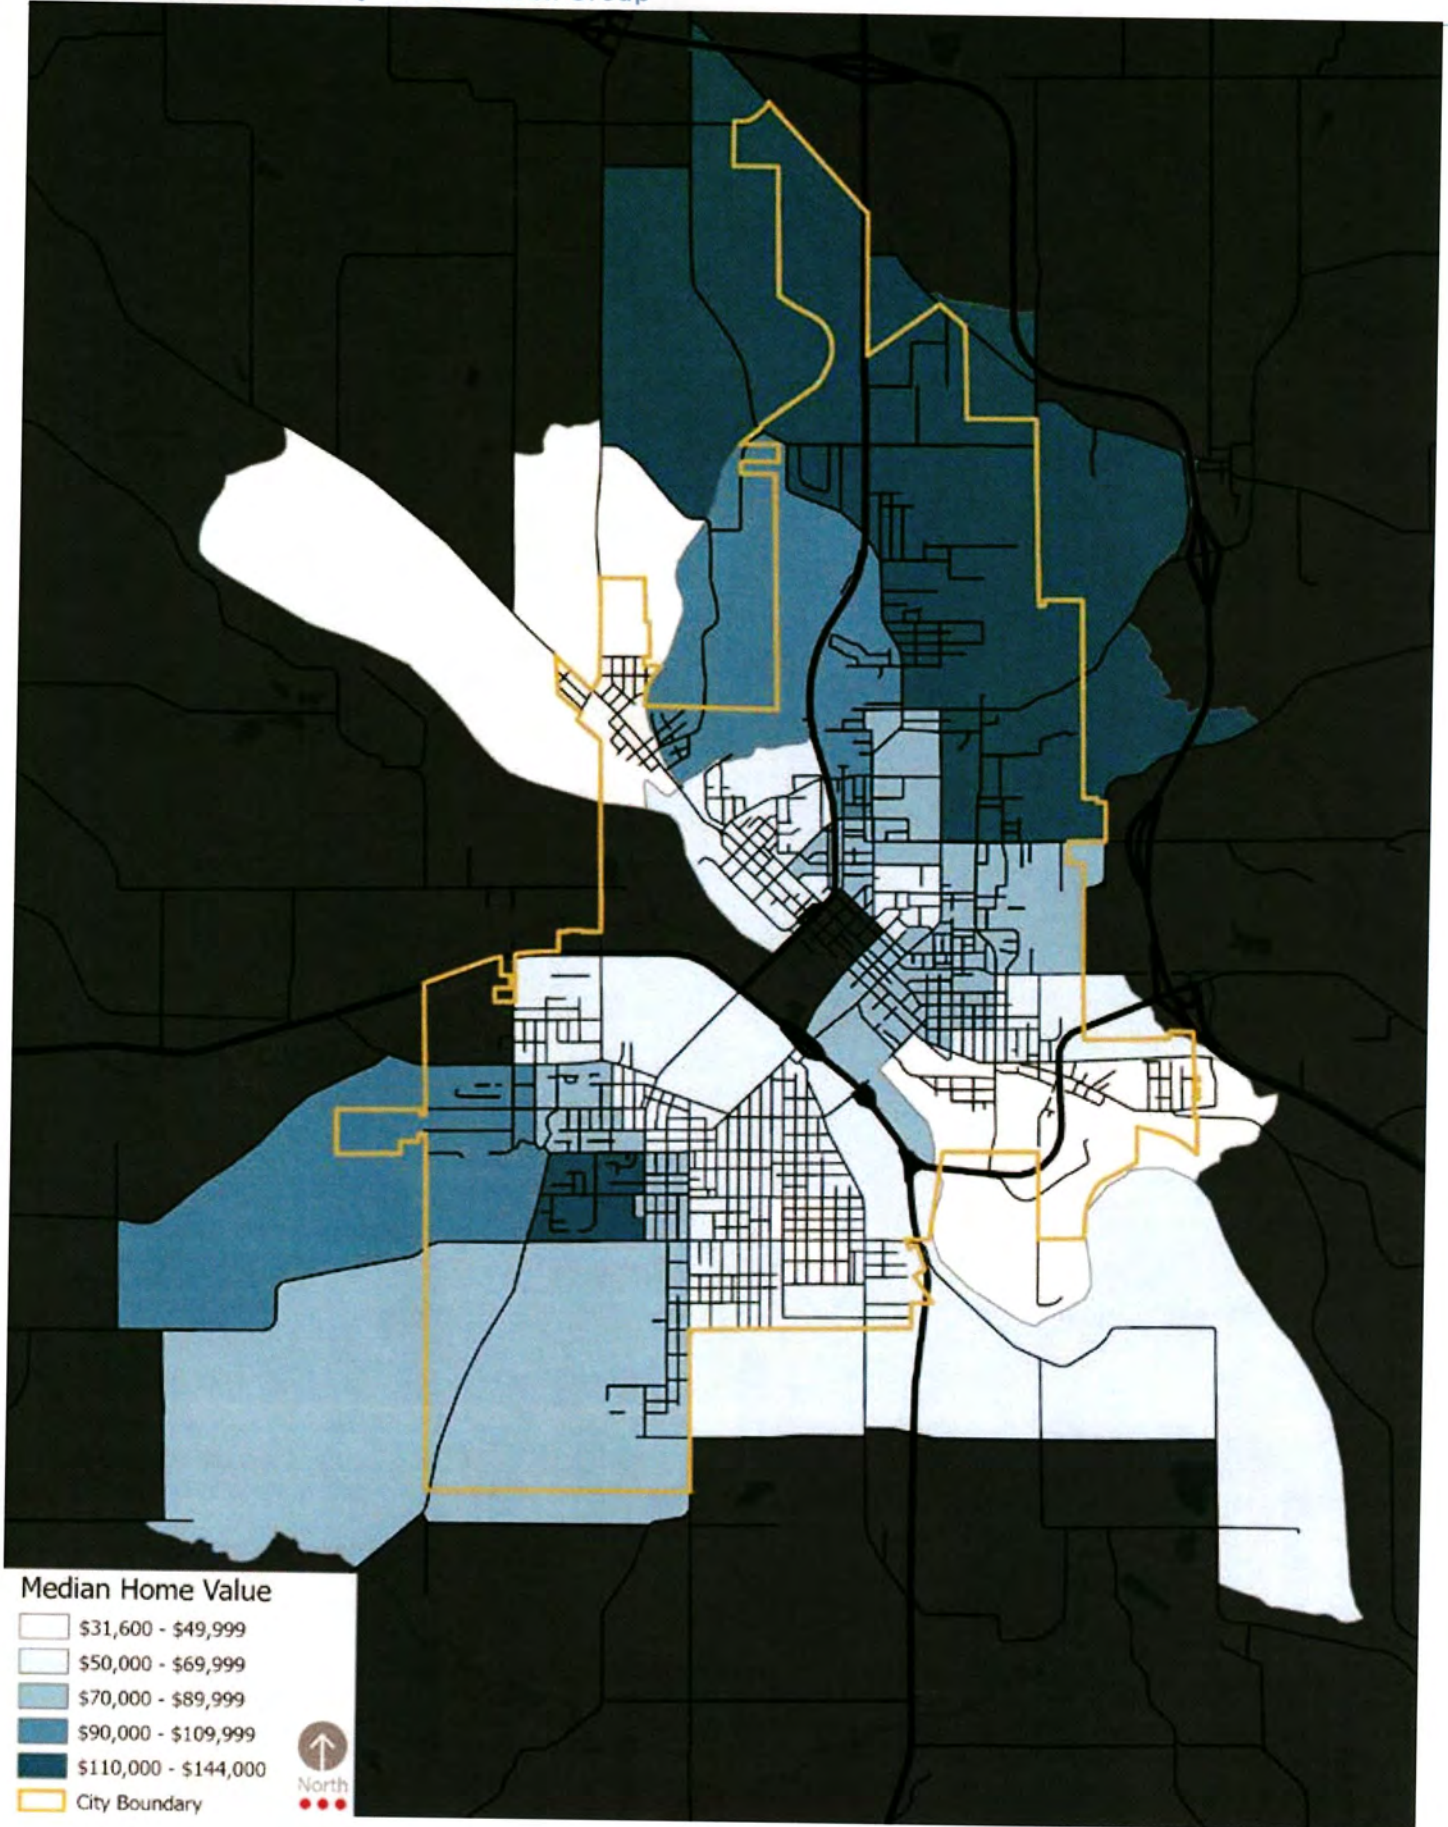 Group
Median Home Value
$31,600 - $49,999
$50,000 - $69,999
$70,000 - $89,999
$90,000 - $109,999
$110,000 - $144,000
City Boundary
North